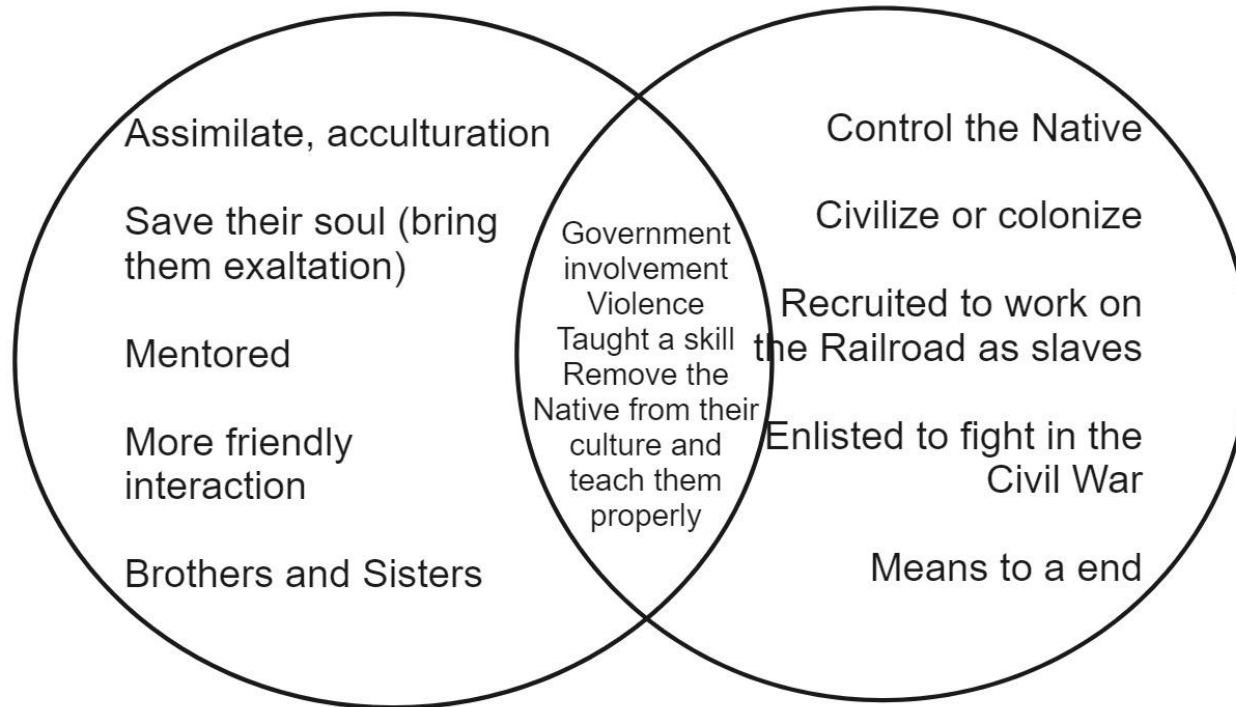 Assimilate, acculturation
Save their soul (bring
them exaltation)
Mentored
More friendly
interaction
Brothers and Sisters
Government
involvement
Violence
Taught a skill
Remove the
Native from their
culture and
teach them
properly
Control the Native
Civilize or colonize
Recruited to work on
the Railroad as slaves
Enlisted to fight in the
Civil War
Means to a end